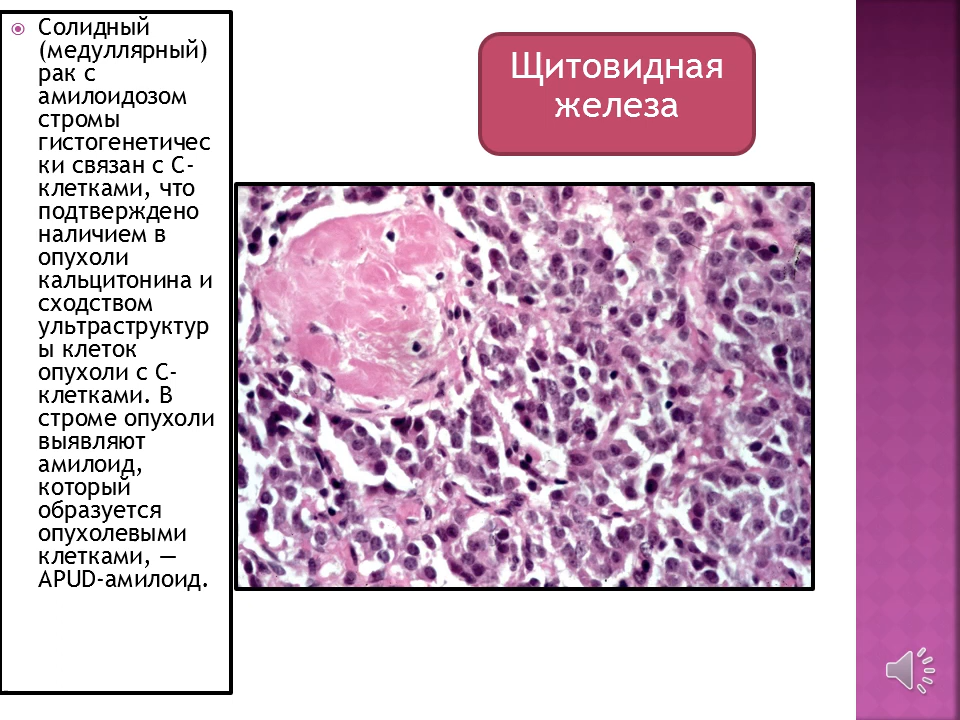 Солидный
(медуллярный)
рак с
амилоидозом
стромы
гистогенетичес
ки связан с С-
клетками, что
подтверждено
наличием в
опухоли
кальцитонина и
сходством
ультраструктур
ы клеток
опухоли с С-
клетками. В
строме опухоли
выявляют
амилоид,
который
образуется
опухолевыми
клетками, —
APUD-амилоид.
Щитовидная
железа